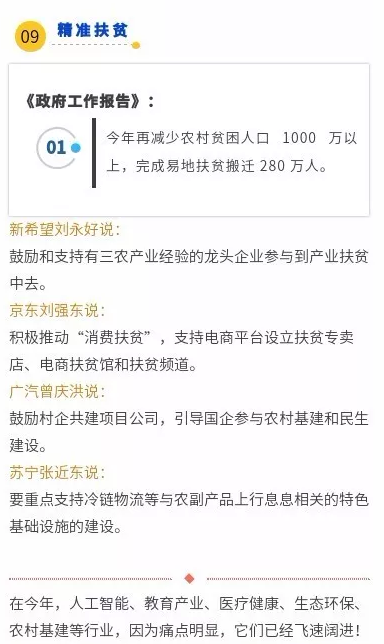 09 精准扶贫
《政府工作报告》：
01
今年再减少农村贫困人口 1000 万以
上，完成易地扶贫搬迁 280 万人。
新希望刘永好说：
鼓励和支持有三农产业经验的龙头企业参与到产业扶贫
中去。
京东刘强东说：
积极推动“消费扶贫”，支持电商平台设立扶贫专卖
店、电商扶贫馆和扶贫频道。
广汽曾庆洪说：
鼓励村企共建项目公司，引导国企参与农村基建和民生
建设。
苏宁张近东说：
要重点支持冷链物流等与农副产品上行息息相关的特色
基础设施的建设。
在今年，人工智能、教育产业、医疗健康、生态环保、
农村基建等行业，因为痛点明显，它们已经飞速阔进！